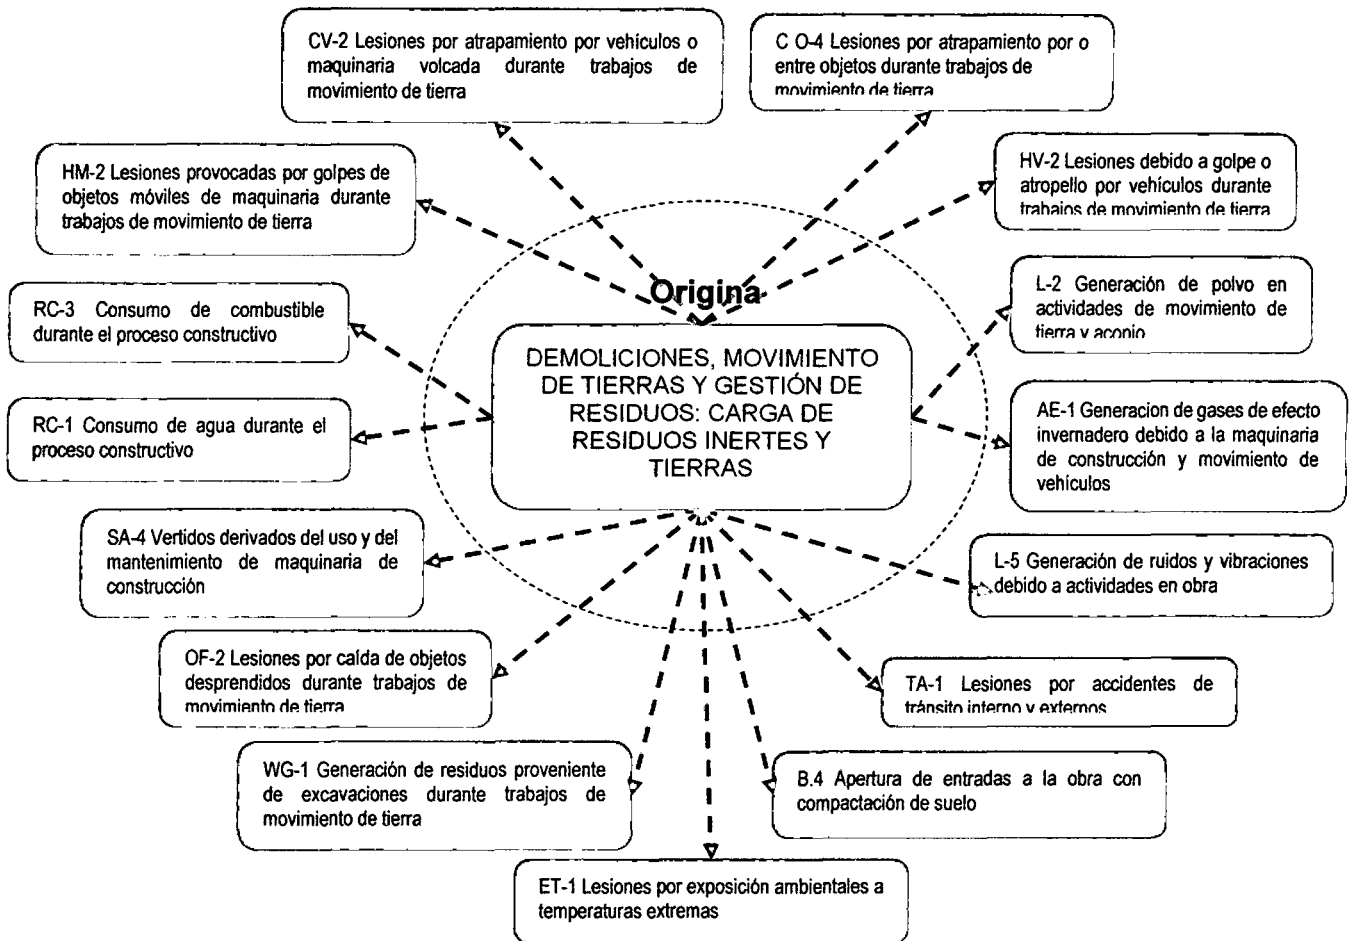 CV-2 Lesiones por atrapamiento por vehículos o
maquinaria volcada durante trabajos de
movimiento de tierra
C O-4 Lesiones por atrapamiento por o
entre objetos durante trabajos de
movimiento de tierra
HM-2 Lesiones provocadas por golpes de
objetos móviles de maquinaria durante
trabajos de movimiento de tierra
HV-2 Lesiones debido a golpe o
atropello por vehículos durante
trabajos de movimiento de tierra
RC-3 Consumo de combustible
durante el proceso constructivo
Origina
L-2 Generación de polvo en
actividades de movimiento de
tierra y acopio
DEMOLICIONES, MOVIMIENTO
DE TIERRAS Y GESTIÓN DE
RESIDUOS: CARGA DE
RESIDUOS INERTES Y
TIERRAS
RC-1 Consumo de agua durante el
proceso constructivo
AE-1 Generacion de gases de efecto
invernadero debido a la maquinaria
de construcción y movimiento de
vehículos
SA-4 Vertidos derivados del uso y del
mantenimiento de maquinaria de
construcción
L-5 Generación de ruidos y vibraciones
debido a actividades en obra
OF-2 Lesiones por caída de objetos
desprendidos durante trabajos de
movimiento de tierra
TA-1 Lesiones por accidentes de
tránsito interno y externos
WG-1 Generación de residuos proveniente
de excavaciones durante trabajos de
movimiento de tierra
B.4 Apertura de entradas a la obra con
compactación de suelo
ET-1 Lesiones por exposición ambientales a
temperaturas extremas